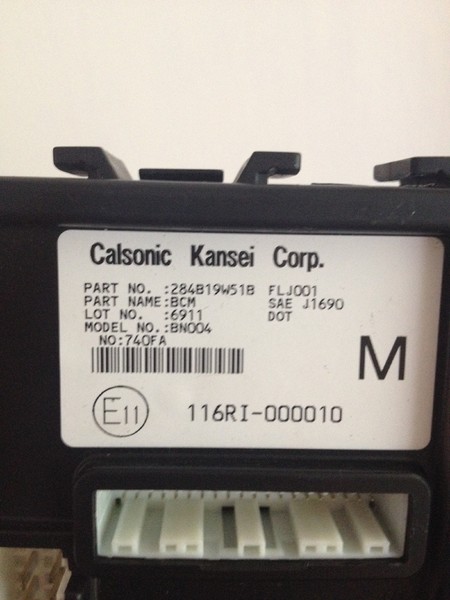 Calsonic Kansei Corp.
PART NO. :284B19W51B FLJ001
PART NAME:BCM SAE J1690
LOT NO. :6911 DOT
MODEL NO.:BN004
NO:740FA
M
E11 116RI-000010